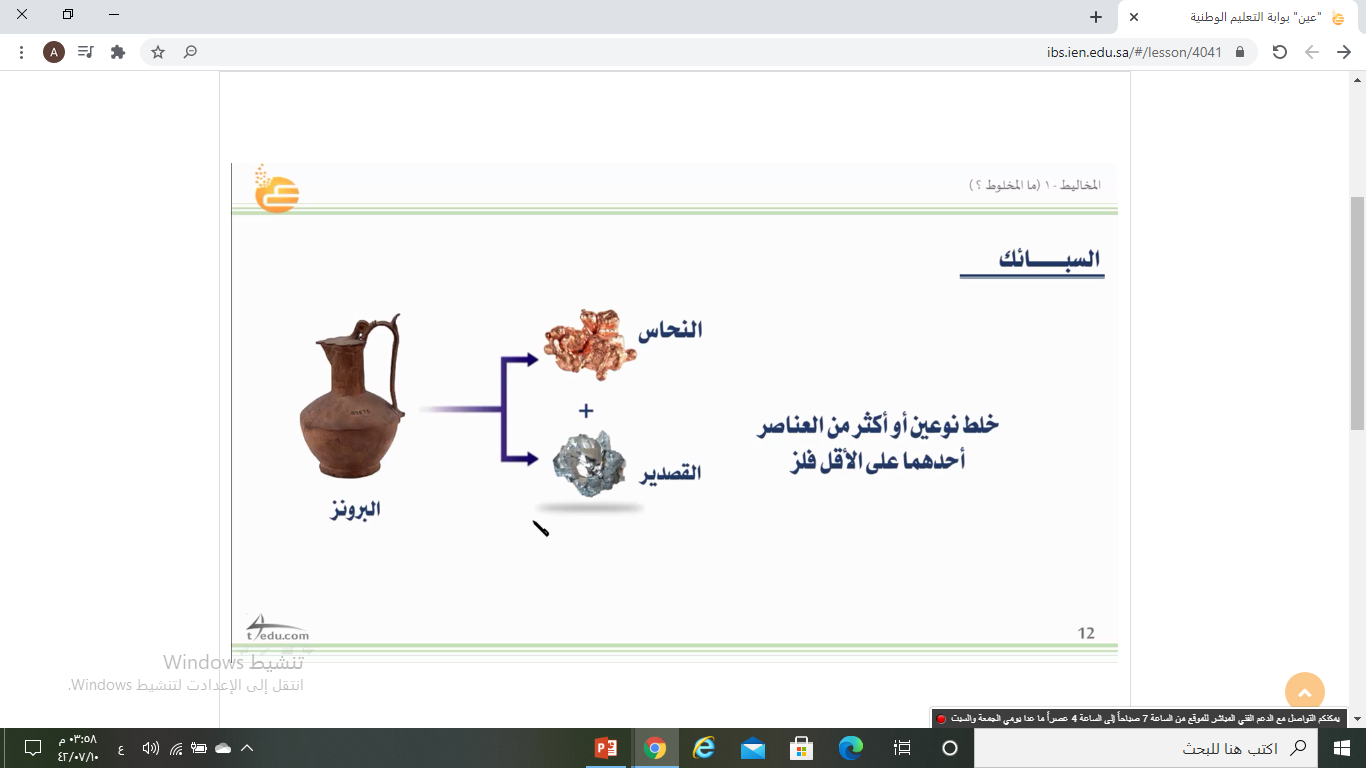 "عين" بوابة التعليم الوطنية
ibs.ien.edu.sa/#/lesson/4041
A
المخاليط - ١ (ما المخلوط ؟)
السبـــــائك
النحاس
+
القصدير
البرونز
خلط نوعين أو أكثر من العناصر
أحدهما على الأقل فلز
t4edu.com
12
تنشيط Windows
انتقل إلى الإعدادت لتنشيط Windows.
يمكنكم التواصل مع الدعم الفني المباشر للموقع من الساعة 7 صباحاً إلى الساعة 4 عصراً ما عدا يومي الجمعة والسبت
اكتب هنا للبحث
ع
٠٣:٥٨ م
٤٢/٠٧/١٠